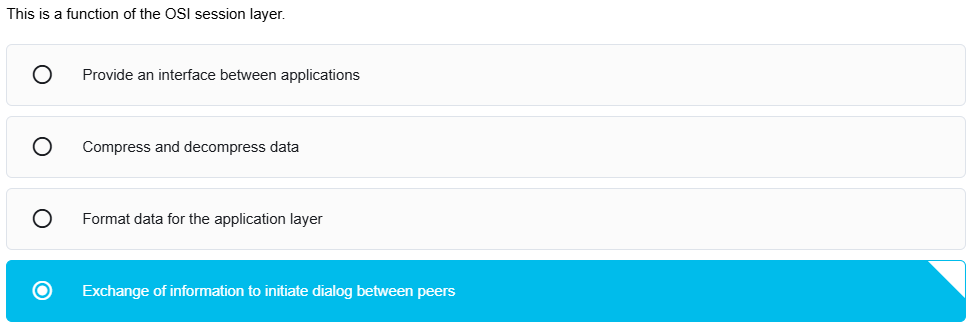 This is a function of the OSI session layer.
Provide an interface between applications
Compress and decompress data
Format data for the application layer
Exchange of information to initiate dialog between peers